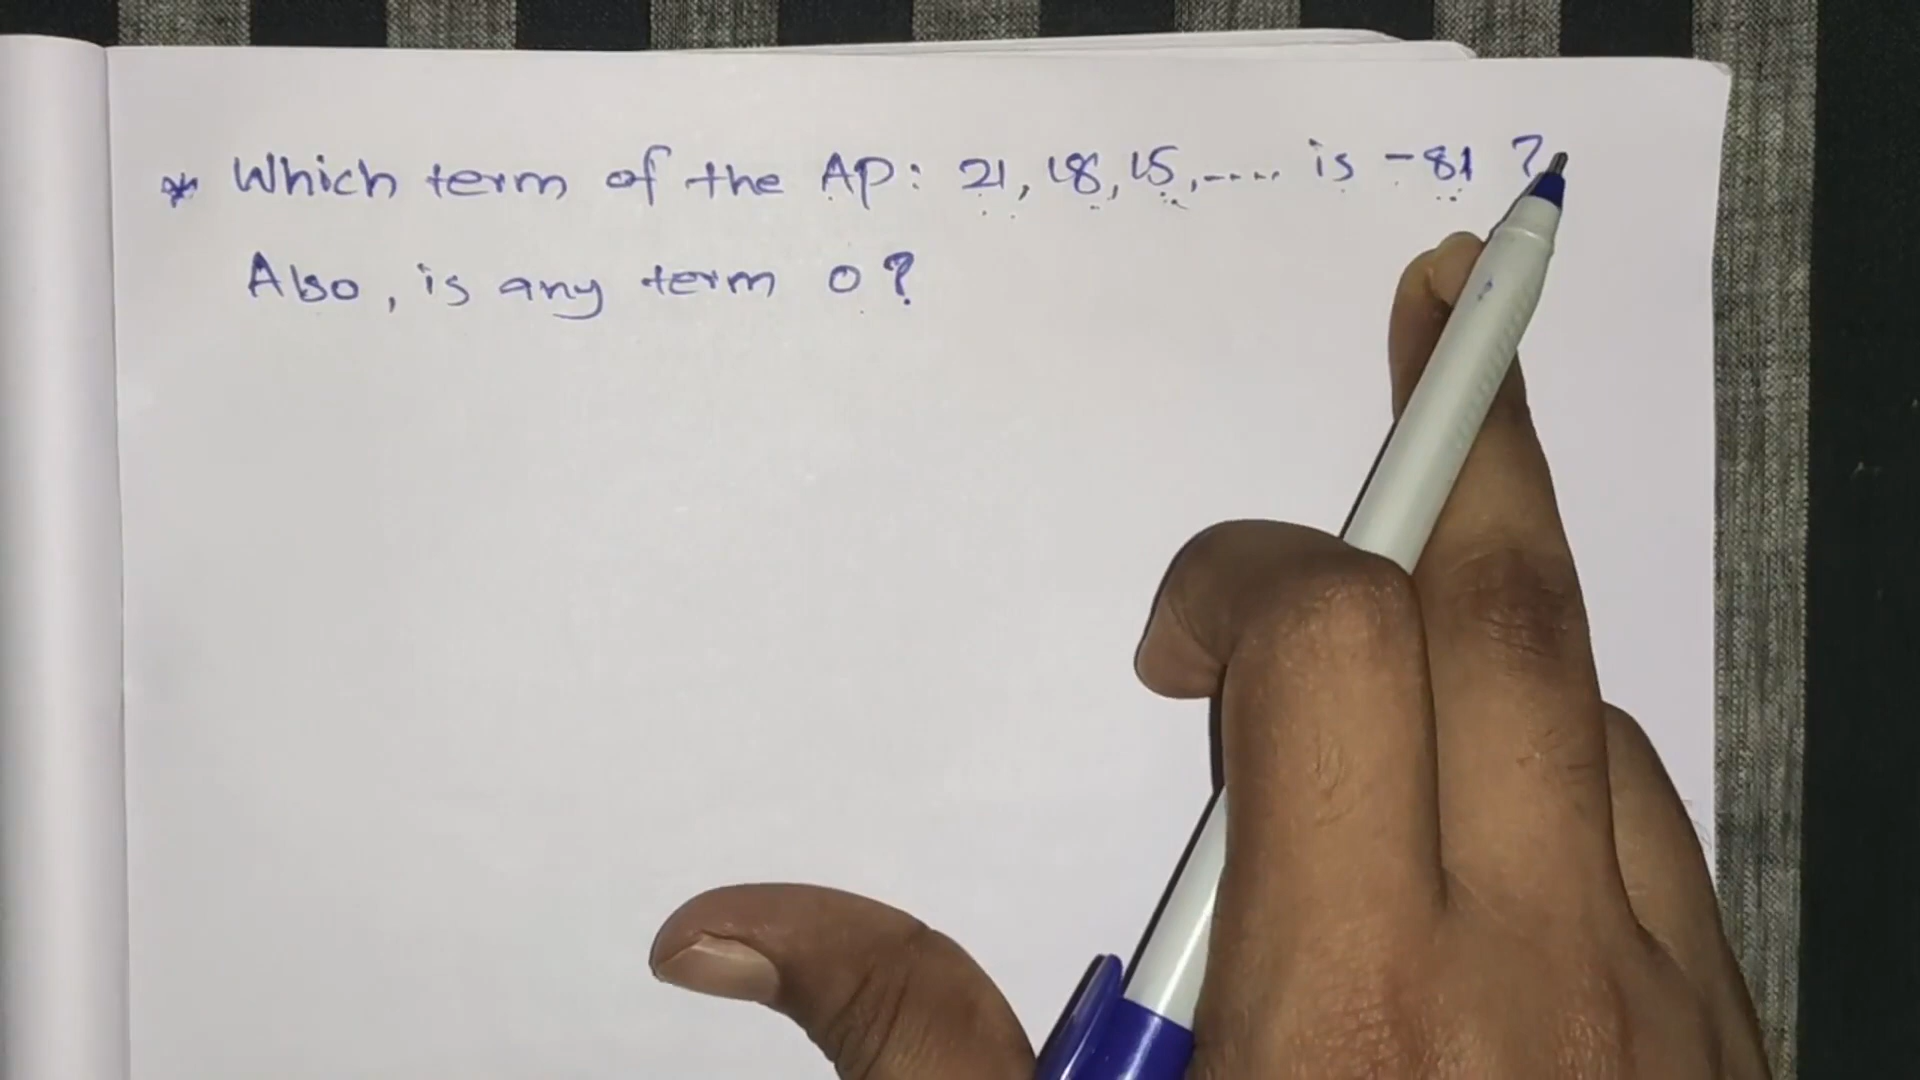 * Which term of the AP: 21, 18, 15, .... is -81 ?
Also, is any term 0 ?